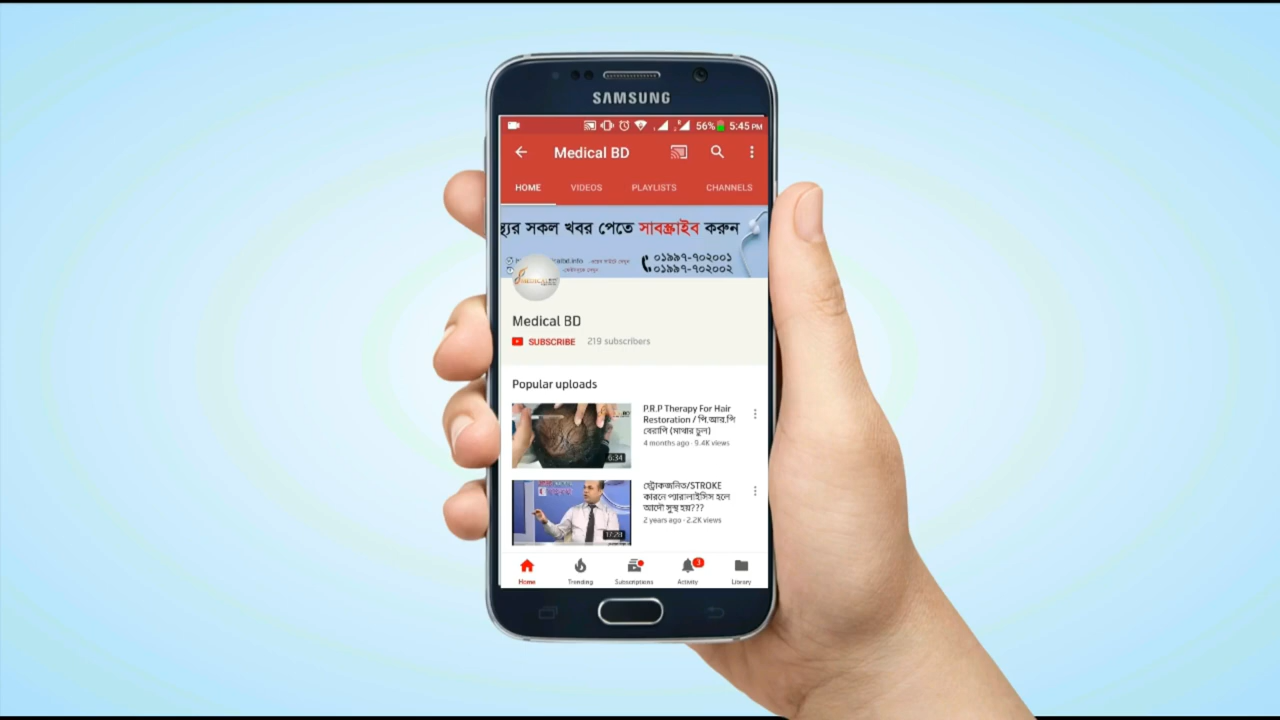 SAMSUNG
56% 5:45 PM
Medical BD
HOME VIDEOS PLAYLISTS CHANNELS
সকল খবর পেতে সাবস্ক্রাইব করুন
০১৯৯৭-৭০২০০১
০১৯৯৭-৭০২০০২
Medical BD
SUBSCRIBE 219 subscribers
Popular uploads
P.R.P Therapy For Hair
Restoration / পি.আর.পি
থেরাপি (মাথার চুল)
4 months ago · 9.4K views
6:34
স্ট্রোকজনিত/STROKE
কারনে প্যারালাইসিস হলে
আদৌ সুস্থ হয়???
2 years ago · 2.2K views
17:28
Home Trending Subscriptions Activity Library
3